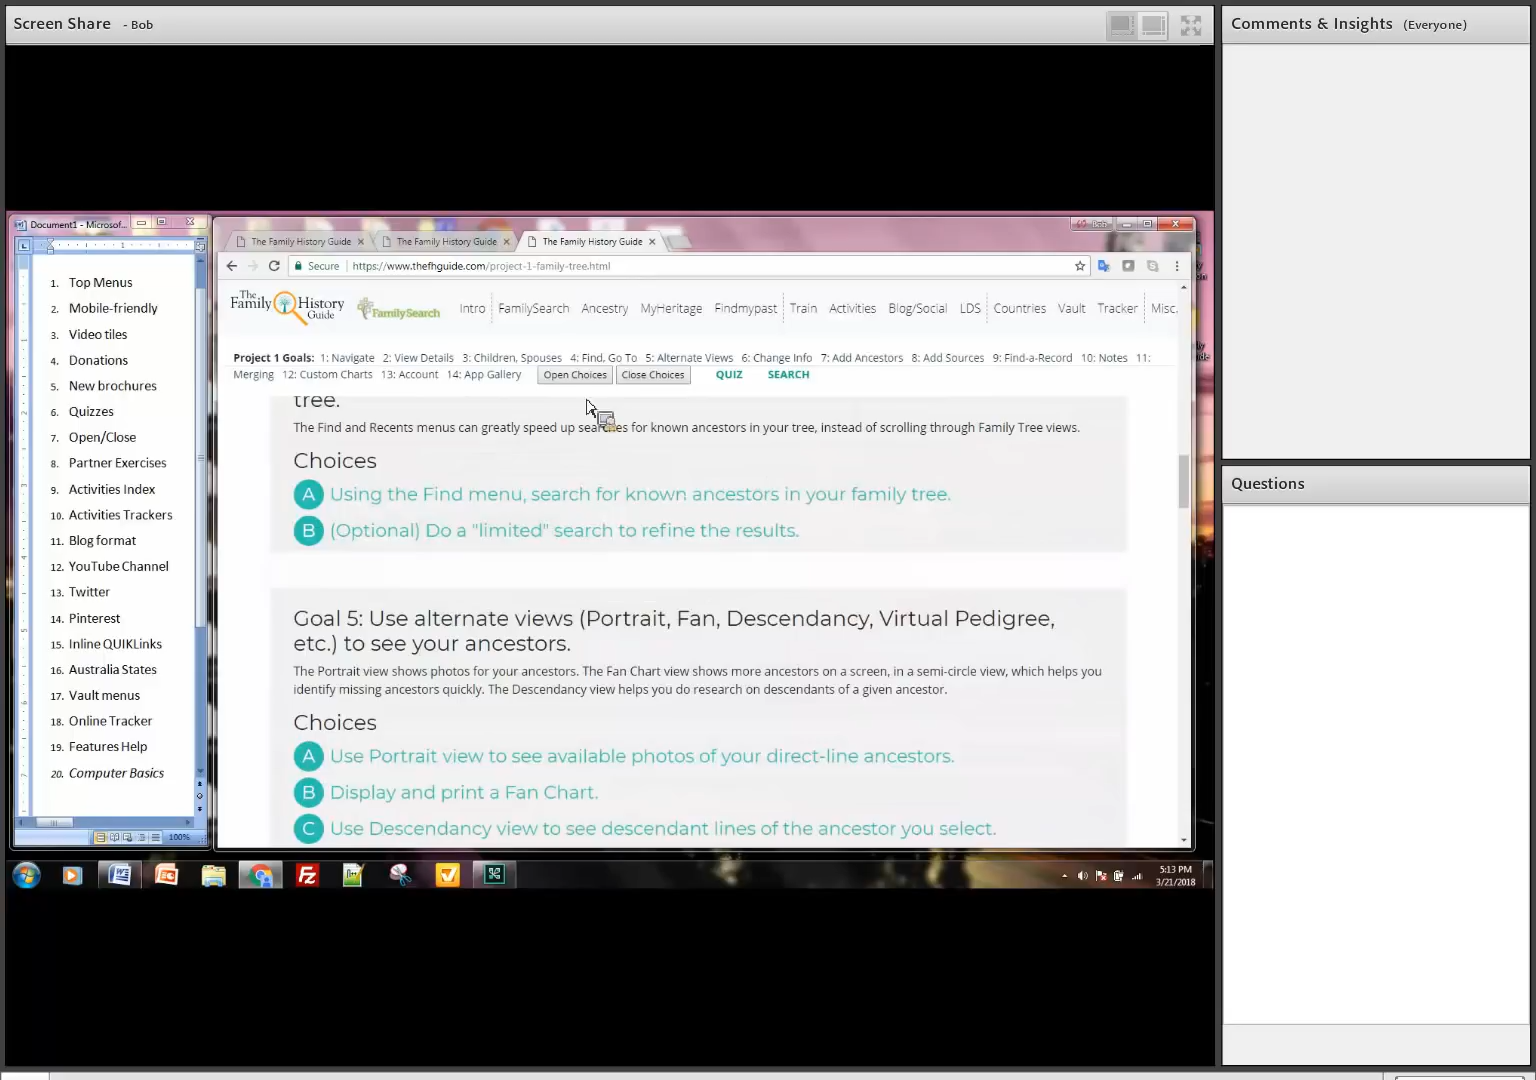 Screen Share - Bob
Comments & Insights (Everyone)
Questions
Document1 - Microsof...
1. Top Menus
2. Mobile-friendly
3. Video tiles
4. Donations
5. New brochures
6. Quizzes
7. Open/Close
8. Partner Exercises
9. Activities Index
10. Activities Trackers
11. Blog format
12. YouTube Channel
13. Twitter
14. Pinterest
15. Inline QUIKLinks
16. Australia States
17. Vault menus
18. Online Tracker
19. Features Help
20. Computer Basics
100%
Bob
The Family History Guide
The Family History Guide
The Family History Guide
Secure https://www.thefhguide.com/project-1-family-tree.html
The Family History Guide
FamilySearch
Intro FamilySearch Ancestry MyHeritage Findmypast Train Activities Blog/Social LDS Countries Vault Tracker Misc.
Project 1 Goals: 1: Navigate 2: View Details 3: Children, Spouses 4: Find, Go To 5: Alternate Views 6: Change Info 7: Add Ancestors 8: Add Sources 9: Find-a-Record 10: Notes 11:
Merging 12: Custom Charts 13: Account 14: App Gallery Open Choices Close Choices QUIZ SEARCH
tree.
The Find and Recents menus can greatly speed up searches for known ancestors in your tree, instead of scrolling through Family Tree views.
Choices
A Using the Find menu, search for known ancestors in your family tree.
B (Optional) Do a "limited" search to refine the results.
Goal 5: Use alternate views (Portrait, Fan, Descendancy, Virtual Pedigree,
etc.) to see your ancestors.
The Portrait view shows photos for your ancestors. The Fan Chart view shows more ancestors on a screen, in a semi-circle view, which helps you
identify missing ancestors quickly. The Descendancy view helps you do research on descendants of a given ancestor.
Choices
A Use Portrait view to see available photos of your direct-line ancestors.
B Display and print a Fan Chart.
C Use Descendancy view to see descendant lines of the ancestor you select.
5:13 PM
3/21/2018